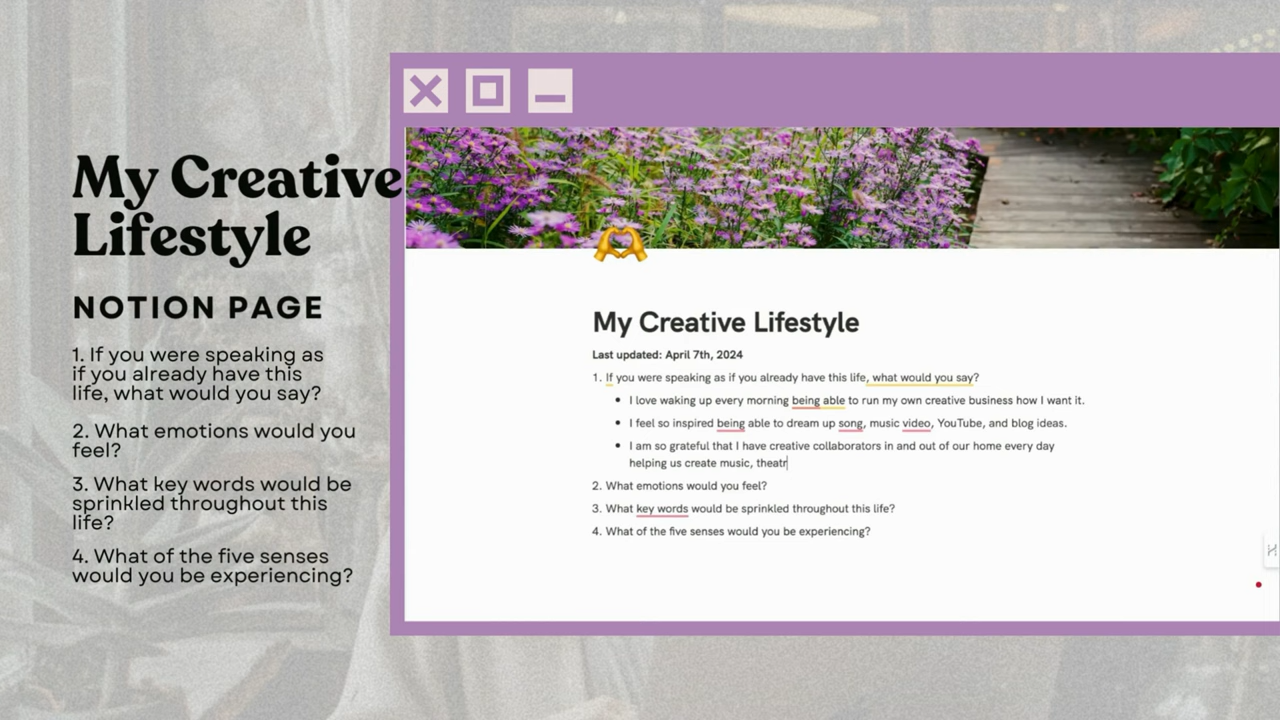 My Creative
Lifestyle
NOTION PAGE
1. If you were speaking as
if you already have this
life, what would you say?
2. What emotions would you
feel?
3. What key words would be
sprinkled throughout this
life?
4. What of the five senses
would you be experiencing?
My Creative Lifestyle
Last updated: April 7th, 2024
1. If you were speaking as if you already have this life, what would you say?
• I love waking up every morning being able to run my own creative business how I want it.
• I feel so inspired being able to dream up song, music video, YouTube, and blog ideas.
• I am so grateful that I have creative collaborators in and out of our home every day
helping us create music, theatr
2. What emotions would you feel?
3. What key words would be sprinkled throughout this life?
4. What of the five senses would you be experiencing?